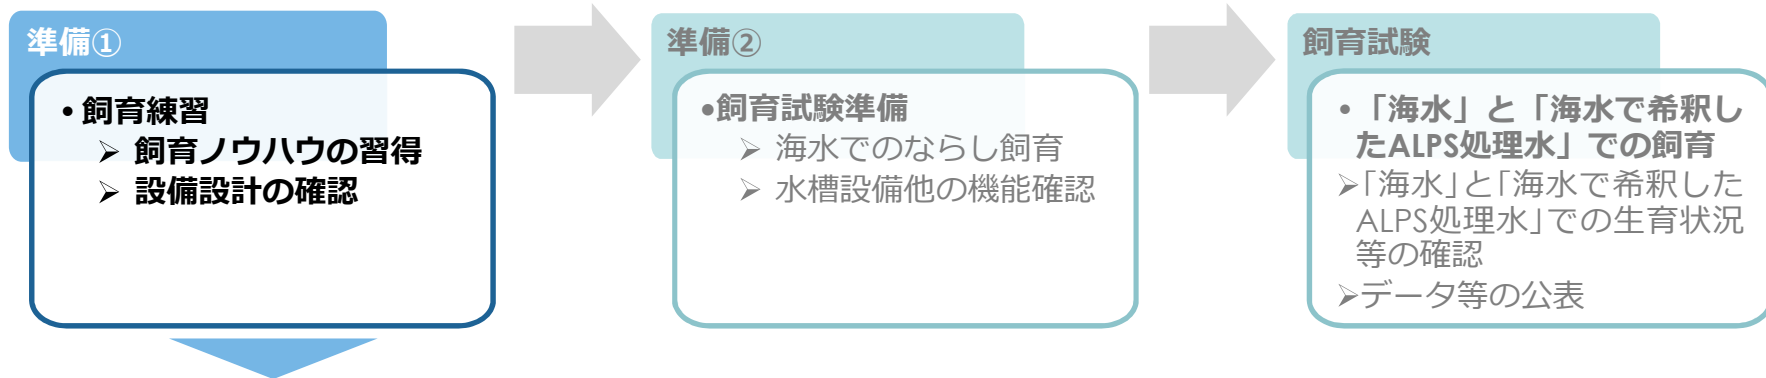 準備①
• 飼育練習
➢ 飼育ノウハウの習得
➢ 設備設計の確認
準備②
•飼育試験準備
➢ 海水でのならし飼育
➢ 水槽設備他の機能確認
飼育試験
• 「海水」と「海水で希釈し
たALPS処理水」での飼育
➢「海水」と「海水で希釈した
ALPS処理水」での生育状況
等の確認
➢データ等の公表